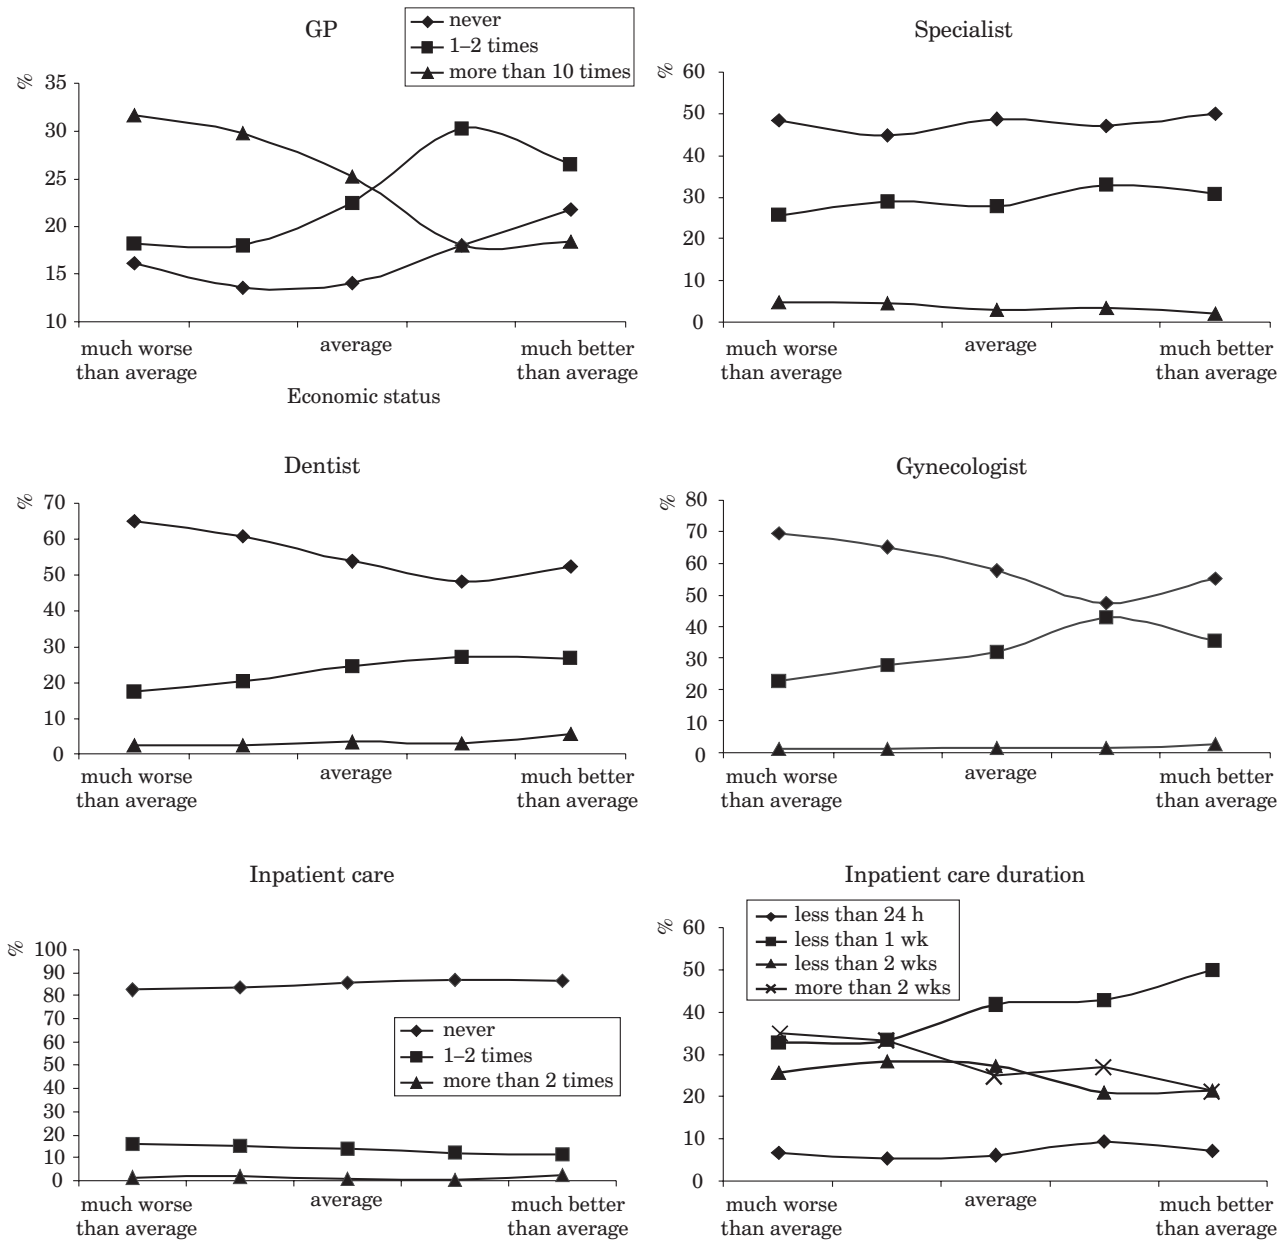 GP
never
1–2 times
more than 10 times
%
35
30
25
20
15
10
much worse
than average
average
much better
than average
Economic status
Specialist
%
60
50
40
30
20
10
0
much worse
than average
average
much better
than average
Dentist
%
70
60
50
40
30
20
10
0
much worse
than average
average
much better
than average
Gynecologist
%
80
70
60
50
40
30
20
10
0
much worse
than average
average
much better
than average
Inpatient care
%
100
90
80
70
60
50
40
30
20
10
0
never
1–2 times
more than 2 times
much worse
than average
average
much better
than average
Inpatient care duration
less than 24 h
less than 1 wk
less than 2 wks
more than 2 wks
%
60
50
40
30
20
10
0
much worse
than average
average
much better
than average